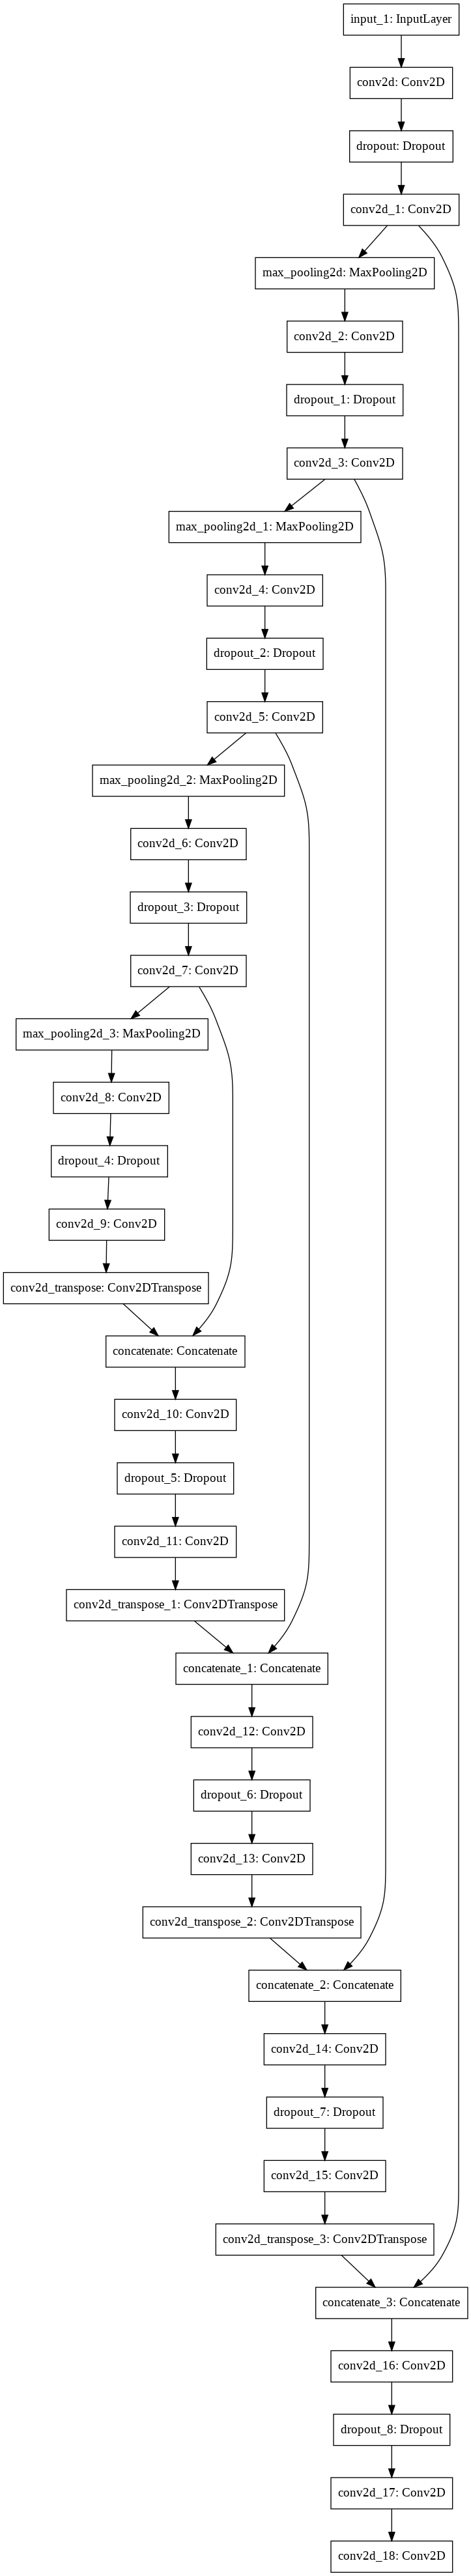 input_1: InputLayer
conv2d: Conv2D
dropout: Dropout
conv2d_1: Conv2D
max_pooling2d: MaxPooling2D
conv2d_2: Conv2D
dropout_1: Dropout
conv2d_3: Conv2D
max_pooling2d_1: MaxPooling2D
conv2d_4: Conv2D
dropout_2: Dropout
conv2d_5: Conv2D
max_pooling2d_2: MaxPooling2D
conv2d_6: Conv2D
dropout_3: Dropout
conv2d_7: Conv2D
max_pooling2d_3: MaxPooling2D
conv2d_8: Conv2D
dropout_4: Dropout
conv2d_9: Conv2D
conv2d_transpose: Conv2DTranspose
concatenate: Concatenate
conv2d_10: Conv2D
dropout_5: Dropout
conv2d_11: Conv2D
conv2d_transpose_1: Conv2DTranspose
concatenate_1: Concatenate
conv2d_12: Conv2D
dropout_6: Dropout
conv2d_13: Conv2D
conv2d_transpose_2: Conv2DTranspose
concatenate_2: Concatenate
conv2d_14: Conv2D
dropout_7: Dropout
conv2d_15: Conv2D
conv2d_transpose_3: Conv2DTranspose
concatenate_3: Concatenate
conv2d_16: Conv2D
dropout_8: Dropout
conv2d_17: Conv2D
conv2d_18: Conv2D